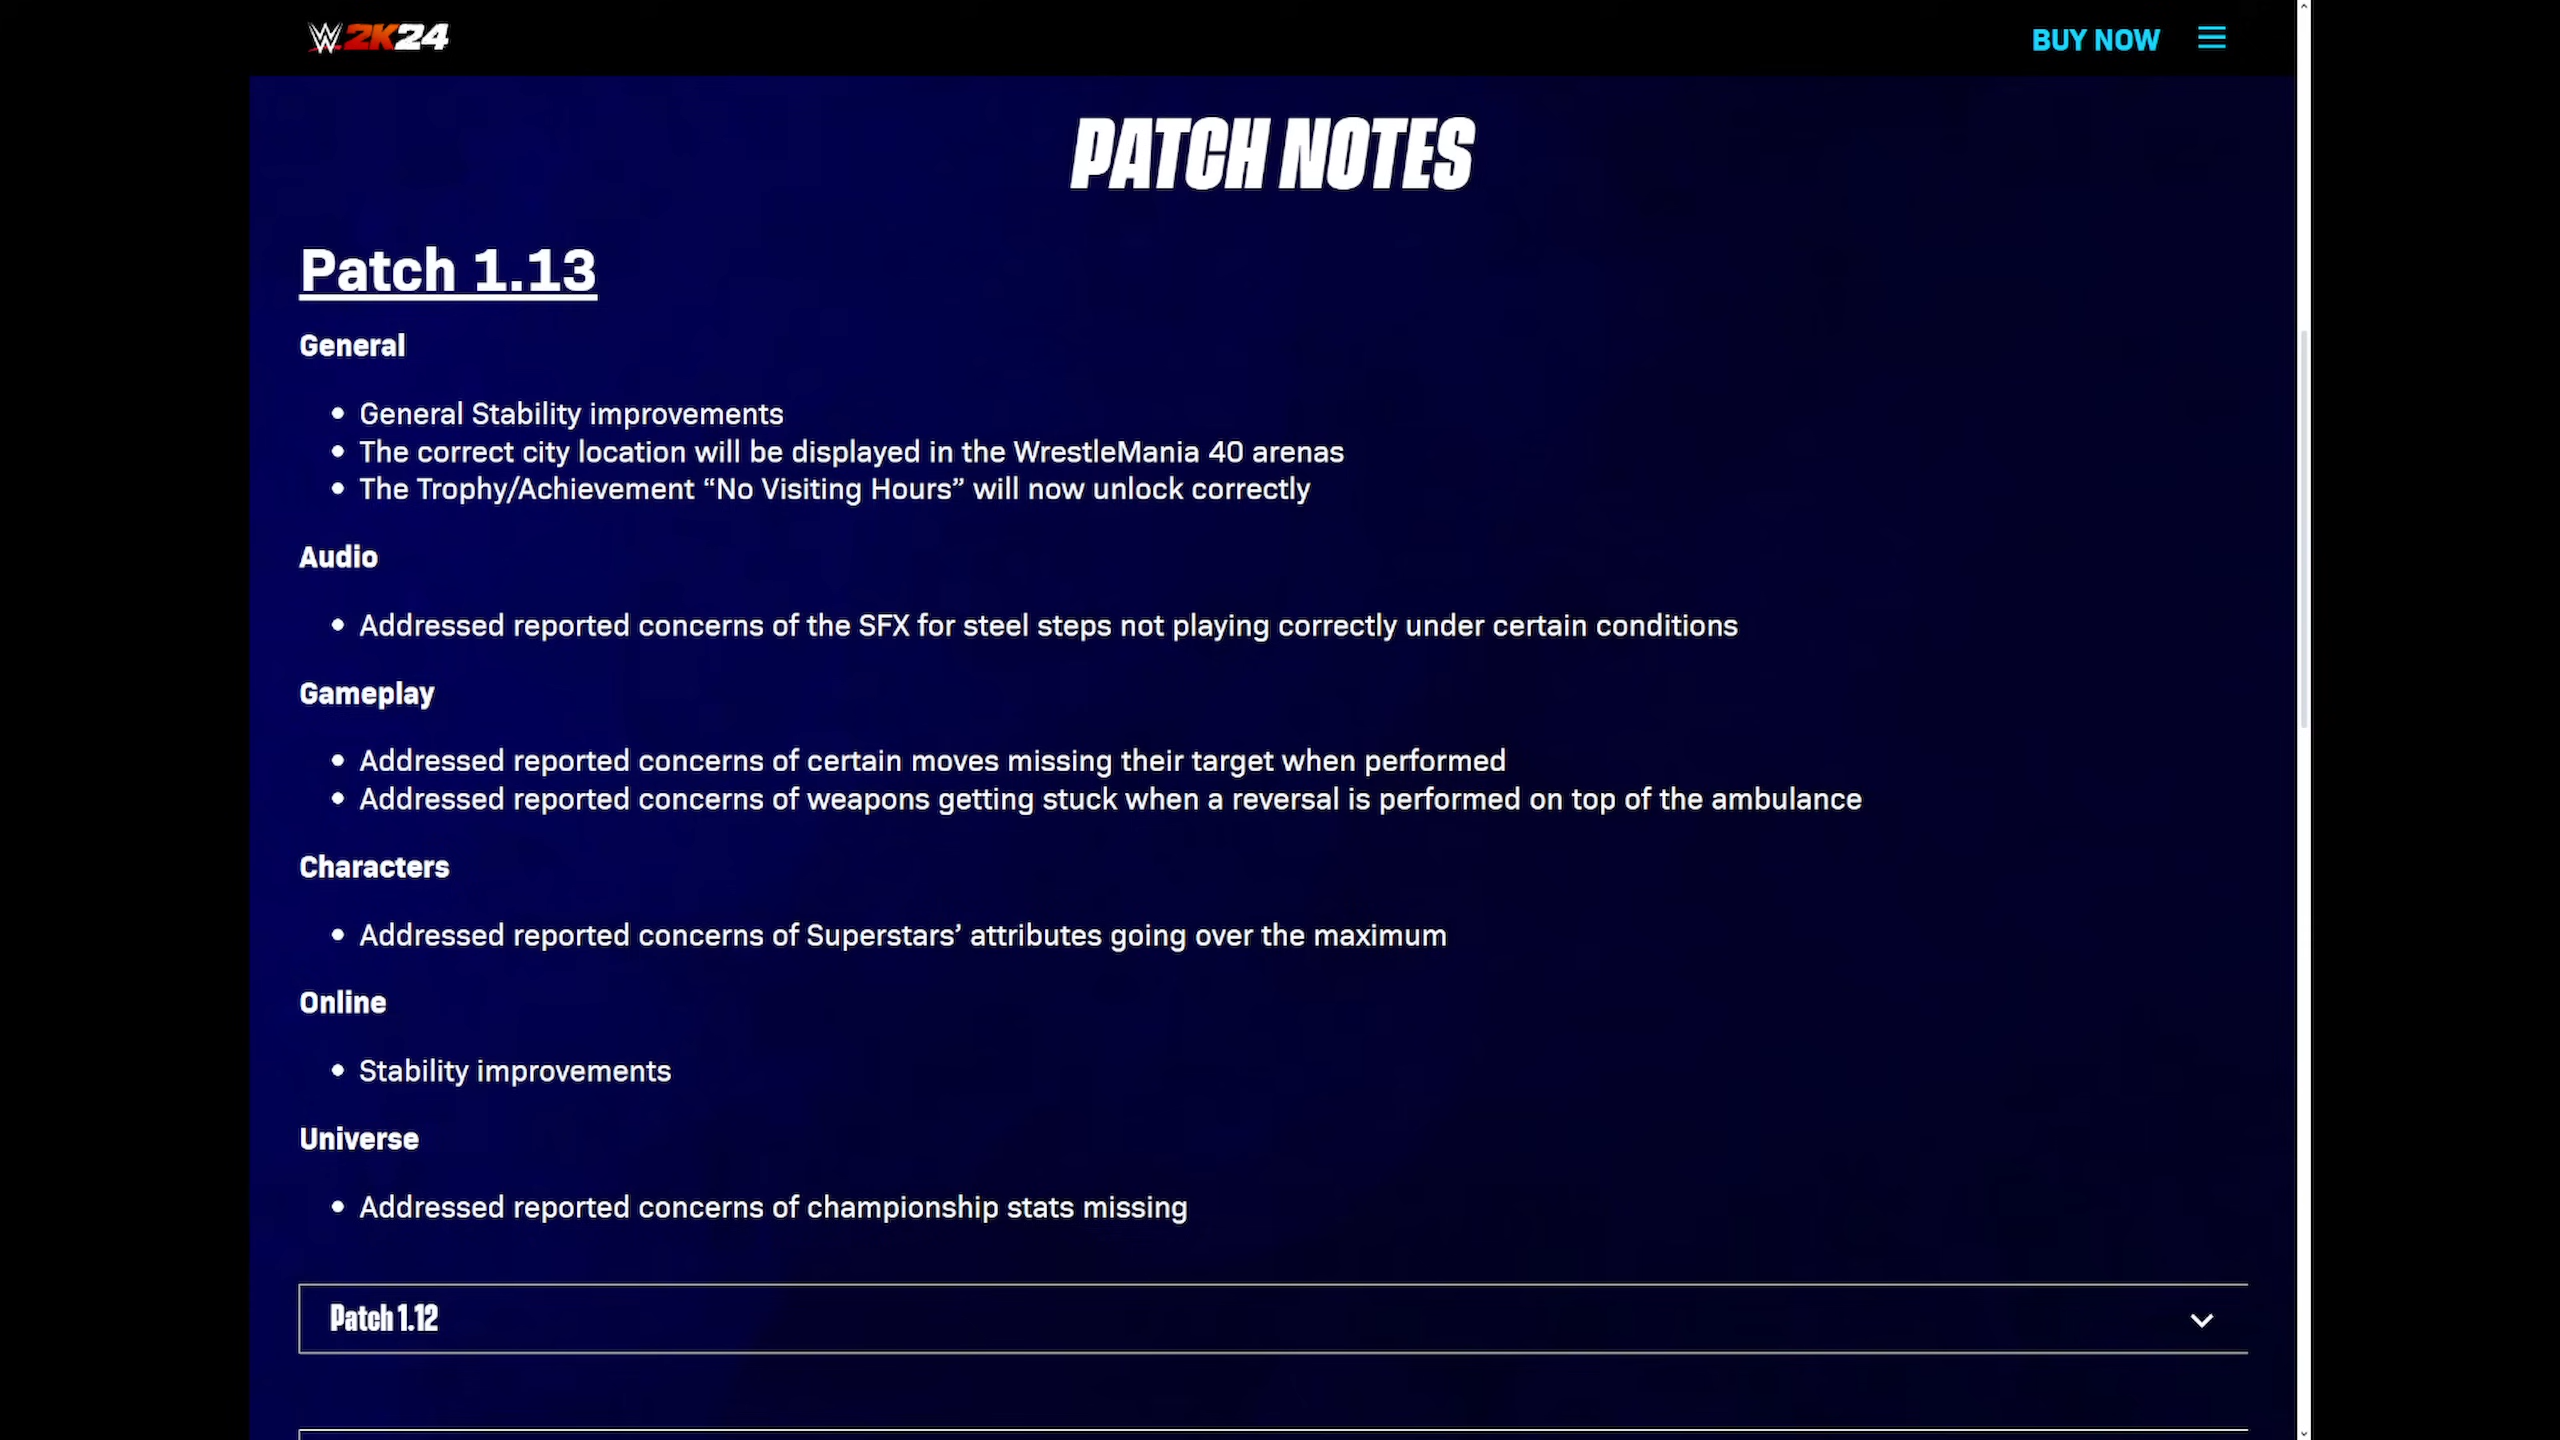 W 2K24
BUY NOW
PATCH NOTES
Patch 1.13
General
• General Stability improvements
• The correct city location will be displayed in the WrestleMania 40 arenas
• The Trophy/Achievement “No Visiting Hours” will now unlock correctly
Audio
• Addressed reported concerns of the SFX for steel steps not playing correctly under certain conditions
Gameplay
• Addressed reported concerns of certain moves missing their target when performed
• Addressed reported concerns of weapons getting stuck when a reversal is performed on top of the ambulance
Characters
• Addressed reported concerns of Superstars’ attributes going over the maximum
Online
• Stability improvements
Universe
• Addressed reported concerns of championship stats missing
Patch 1.12